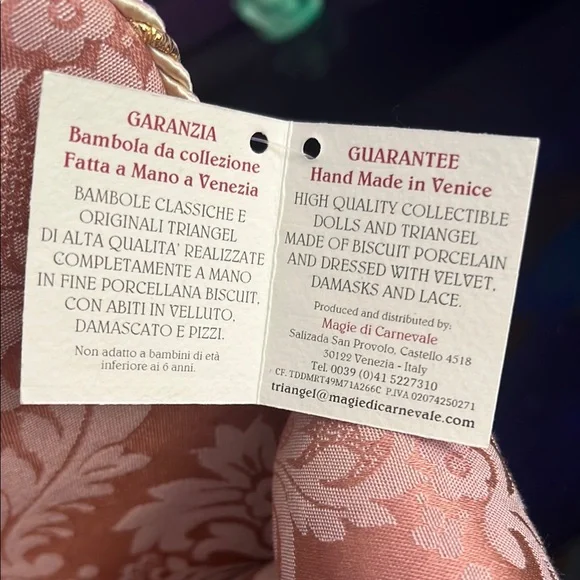 GARANZIA
Bambola da collezione
Fatta a Mano a Venezia
BAMBOLE CLASSICHE E
ORIGINALI TRIANGEL
DI ALTA QUALITA' REALIZZATE
COMPLETAMENTE A MANO
IN FINE PORCELLANA BISCUIT,
CON ABITI IN VELLUTO,
DAMASCATO E PIZZI.
Non adatto a bambini di età
inferiore ai 6 anni.
GUARANTEE
Hand Made in Venice
HIGH QUALITY COLLECTIBLE
DOLLS AND TRIANGEL
MADE OF BISCUIT PORCELAIN
AND DRESSED WITH VELVET,
DAMASKS AND LACE.
Produced and distributed by:
Magie di Carnevale
Salizada San Provolo, Castello 4518
30122 Venezia - Italy
Tel. 0039 (0)41 5227310
CF. TDDMRT49M71A266C P.IVA 02074250271
triangel@magiedicarnevale.com